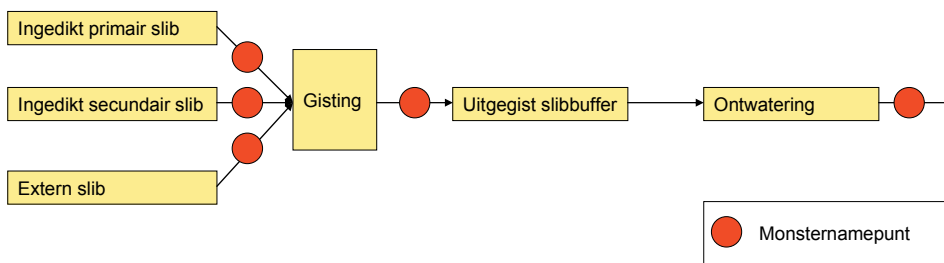 Ingedikt primair slib
Ingedikt secundair slib
Extern slib
Gisting
Uitgegist slibbuffer
Ontwatering
Monsternamepunt